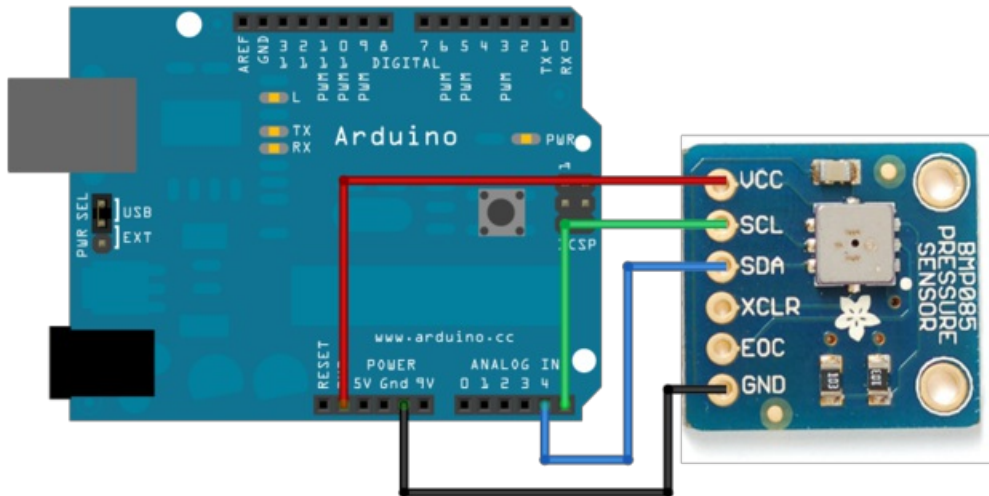 AREF
GND
13
12
PWM 11
PWM 10
PWM 9
8
7
PWM 6
PWM 5
4
PWM 3
2
TX 1
RX 0
DIGITAL
L
TX
RX
Arduino
PWR
1
ICSP
PWR SEL
USB
EXT
www.arduino.cc
POWER
ANALOG IN
RESET
5V Gnd 9V
0 1 2 3 4
VCC
SCL
SDA
XCLR
EOC
GND
BMP085
PRESSURE
SENSOR
103
103